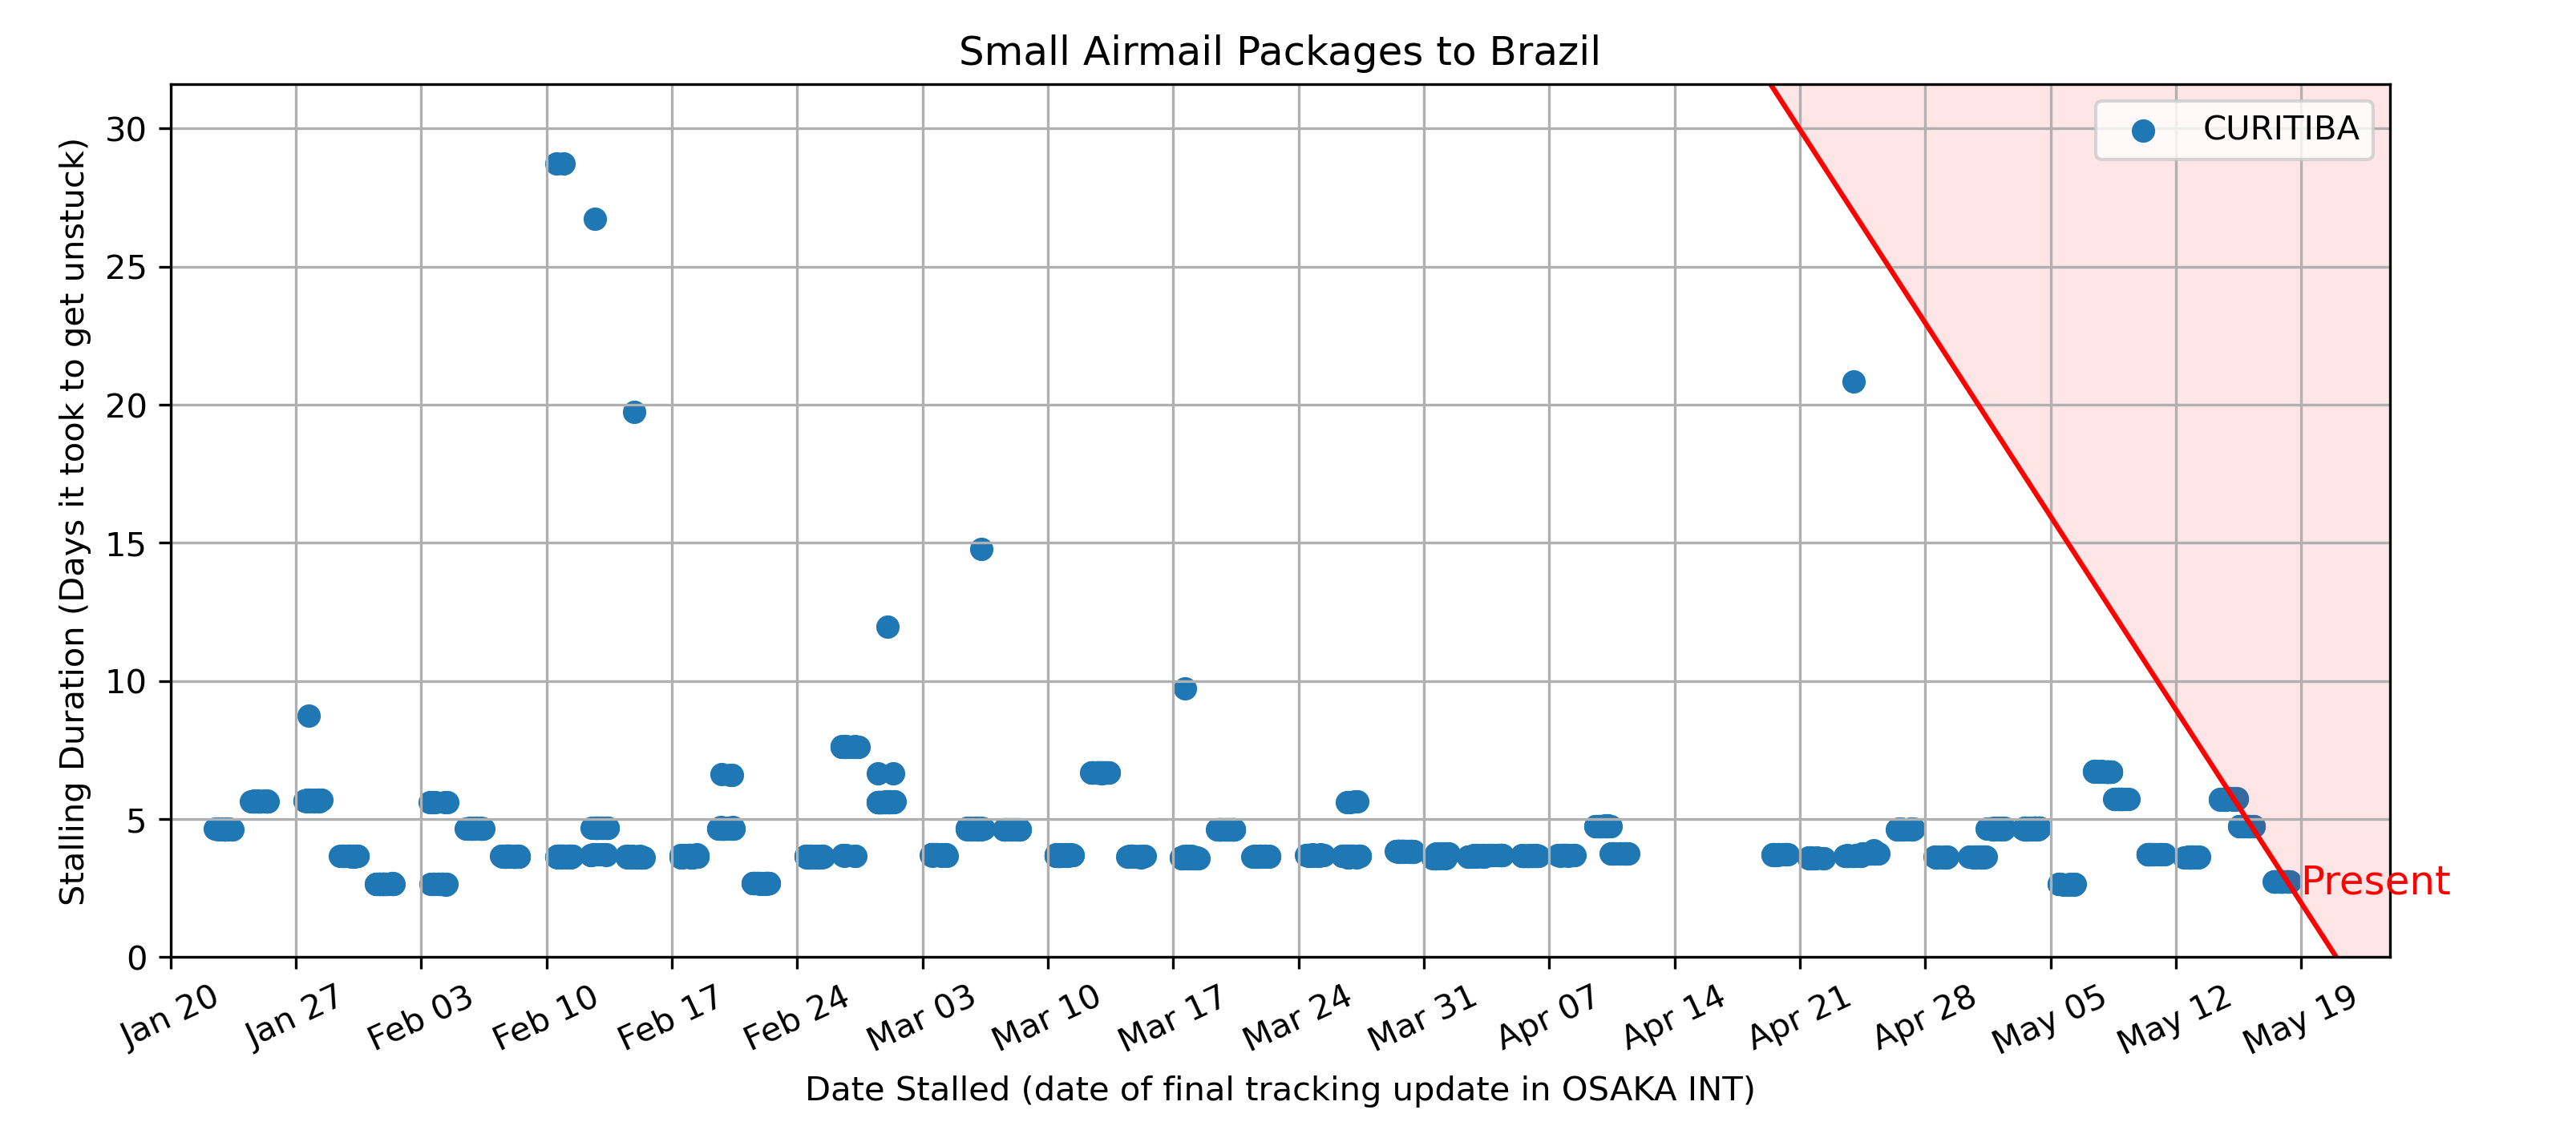 Small Airmail Packages to Brazil
Stalling Duration (Days it took to get unstuck)
30
25
20
15
10
5
0
CURITIBA
Present
Jan 20
Jan 27
Feb 03
Feb 10
Feb 17
Feb 24
Mar 03
Mar 10
Mar 17
Mar 24
Mar 31
Apr 07
Apr 14
Apr 21
Apr 28
May 05
May 12
May 19
Date Stalled (date of final tracking update in OSAKA INT)